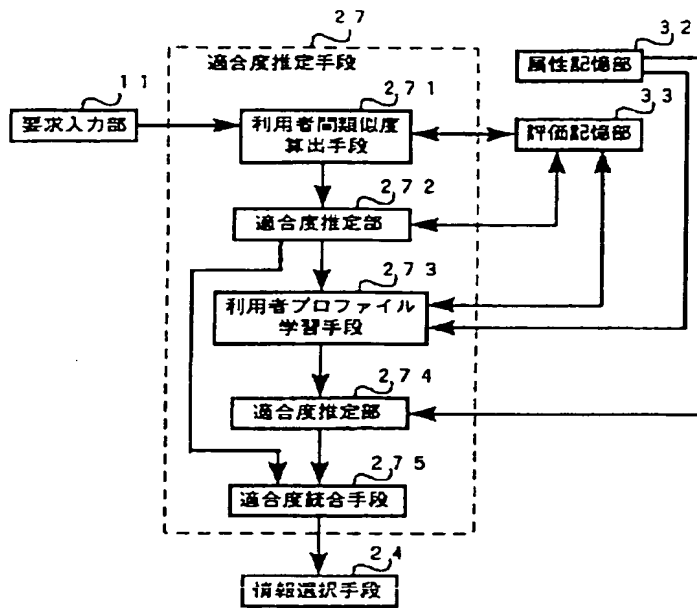 27
適合度推定手段
32
属性記憶部
11
要求入力部
271
利用者間類似度
算出手段
33
評価記憶部
272
適合度推定部
273
利用者プロファイル
学習手段
274
適合度推定部
275
適合度統合手段
24
情報選択手段